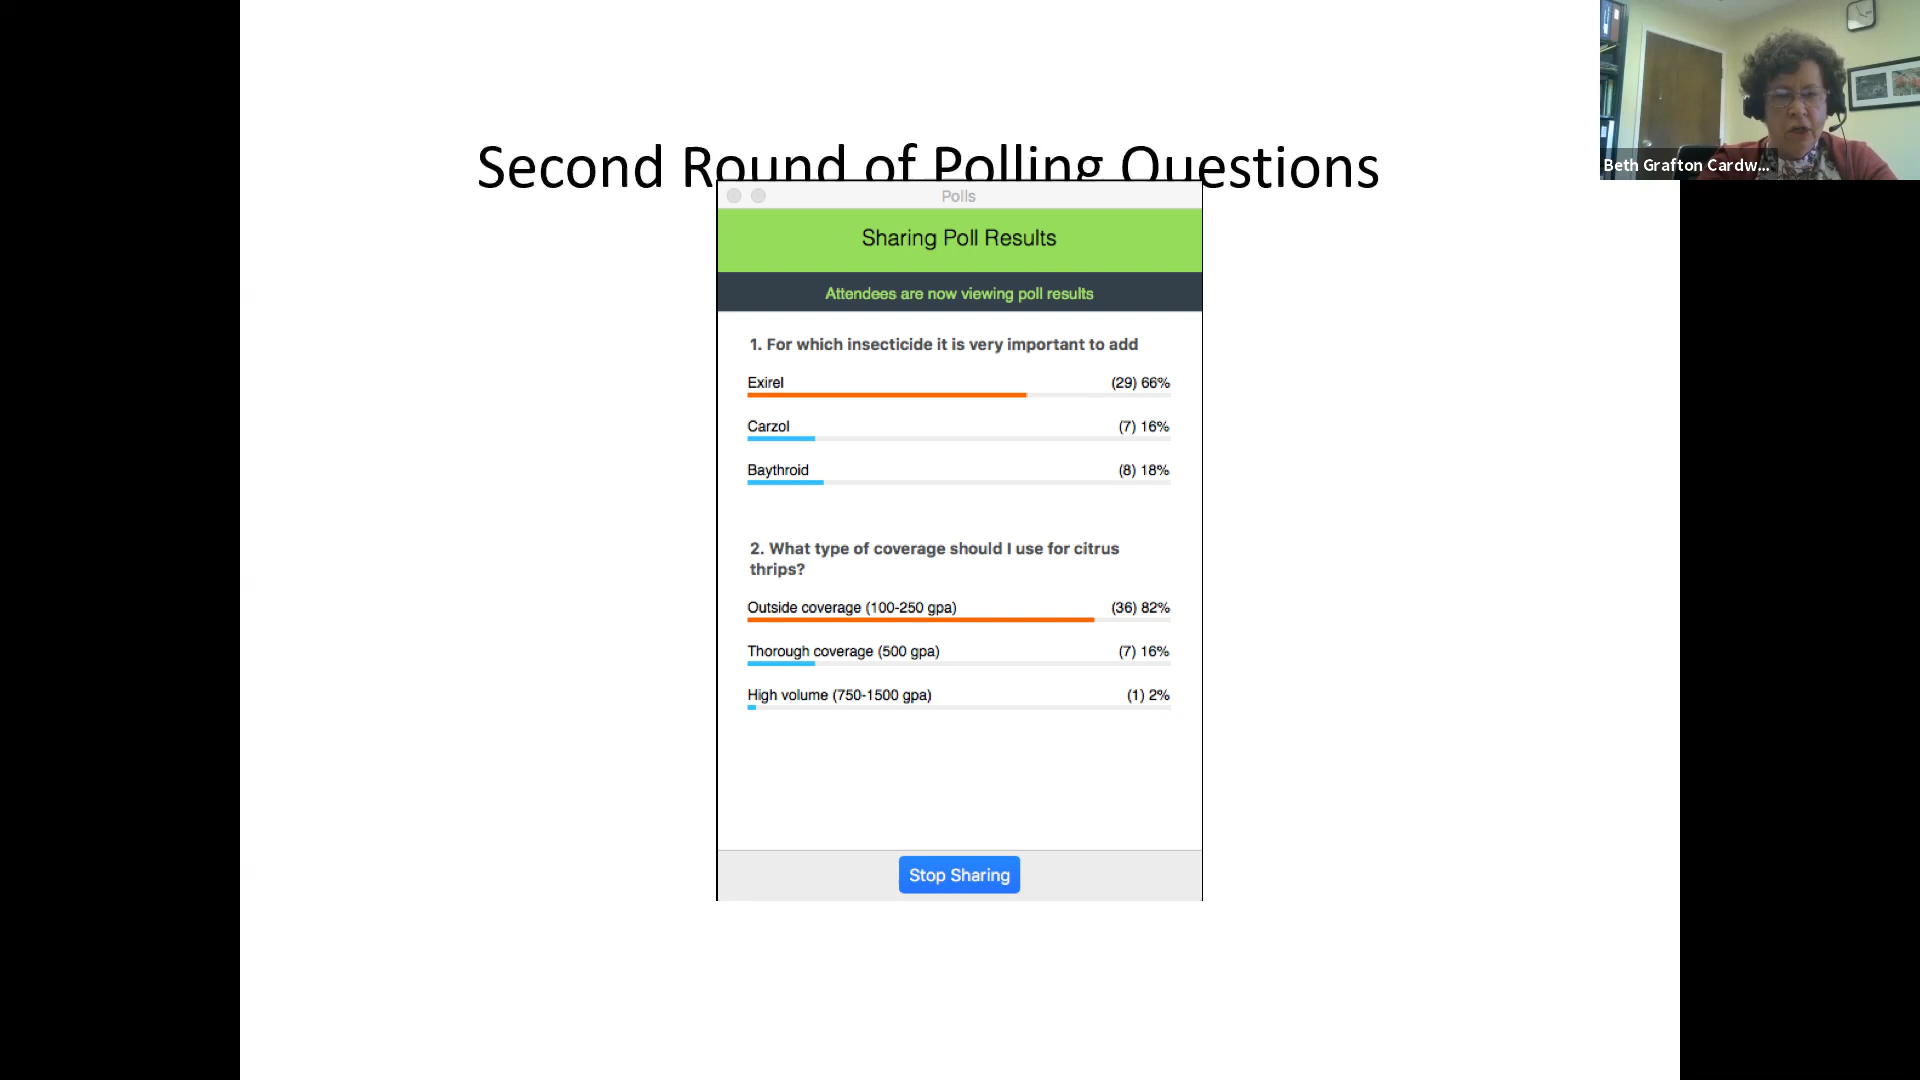 Second Round of Polling Questions
Beth Grafton Cardw...
Polls
Sharing Poll Results
Attendees are now viewing poll results
1. For which insecticide it is very important to add
Exirel (29) 66%
Carzol (7) 16%
Baythroid (8) 18%
2. What type of coverage should I use for citrus
thrips?
Outside coverage (100-250 gpa) (36) 82%
Thorough coverage (500 gpa) (7) 16%
High volume (750-1500 gpa) (1) 2%
Stop Sharing